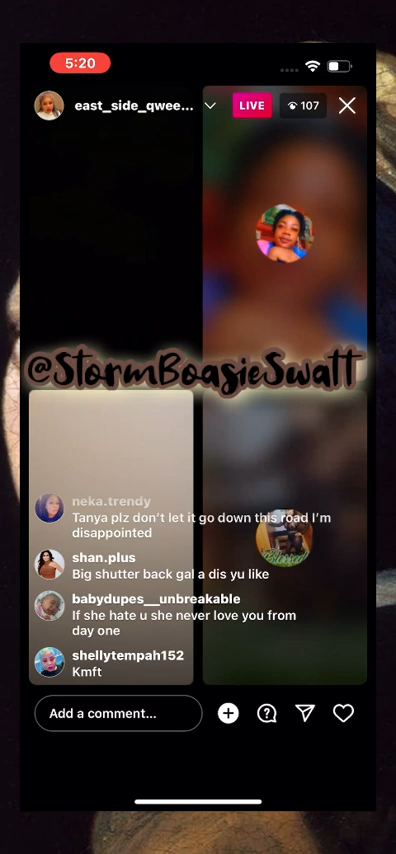 5:20
east_side_qwee...
LIVE
107
@StormBoasieSwatt
neka.trendy
Tanya plz don't let it go down this road I'm
disappointed
shan.plus
Big shutter back gal a dis yu like
babydupes__unbreakable
If she hate u she never love you from
day one
shellytempah152
Kmft
Add a comment...